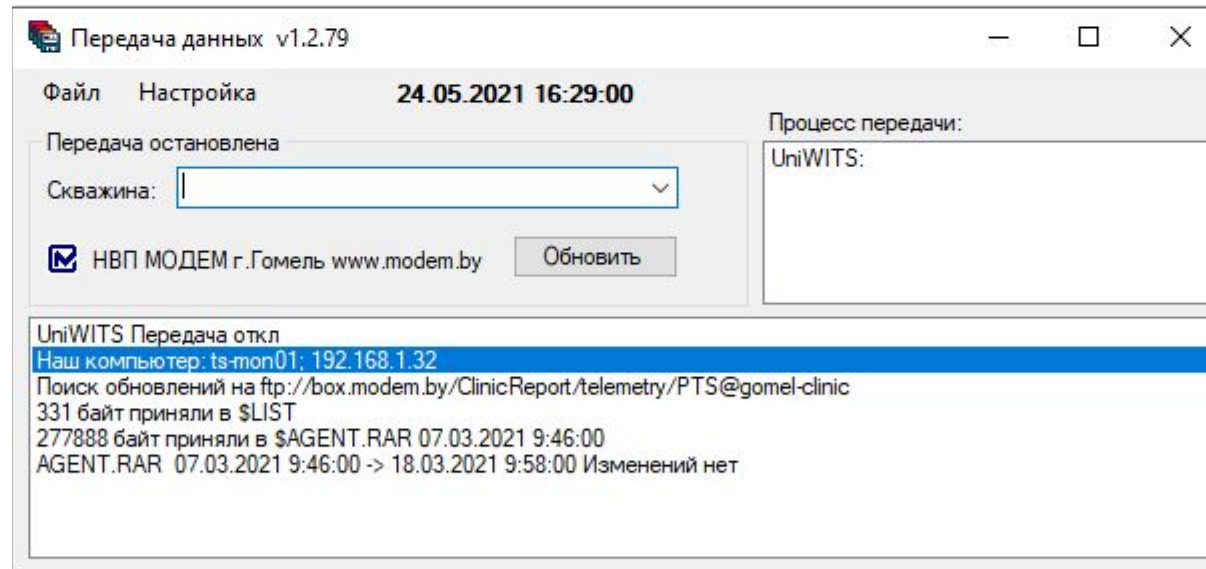 Передача данных v1.2.79
Файл Настройка 24.05.2021 16:29:00
Передача остановлена
Скважина:
НВП МОДЕМ г.Гомель www.modem.by Обновить
Процесс передачи:
UniWITS:
UniWITS Передача откл
Наш компьютер: ts-mon01; 192.168.1.32
Поиск обновлений на ftp://box.modem.by/ClinicReport/telemetry/PTS@gomel-clinic
331 байт приняли в $LIST
277888 байт приняли в $AGENT.RAR 07.03.2021 9:46:00
AGENT.RAR 07.03.2021 9:46:00 -> 18.03.2021 9:58:00 Изменений нет